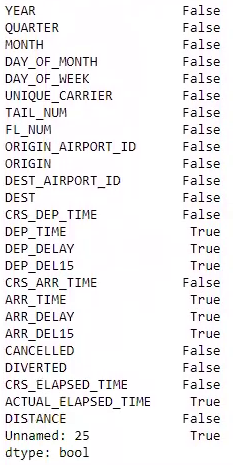 YEAR False
QUARTER False
MONTH False
DAY_OF_MONTH False
DAY_OF_WEEK False
UNIQUE_CARRIER False
TAIL_NUM False
FL_NUM False
ORIGIN_AIRPORT_ID False
ORIGIN False
DEST_AIRPORT_ID False
DEST False
CRS_DEP_TIME False
DEP_TIME True
DEP_DELAY True
DEP_DEL15 True
CRS_ARR_TIME False
ARR_TIME True
ARR_DELAY True
ARR_DEL15 True
CANCELLED False
DIVERTED False
CRS_ELAPSED_TIME False
ACTUAL_ELAPSED_TIME True
DISTANCE False
Unnamed: 25 True
dtype: bool